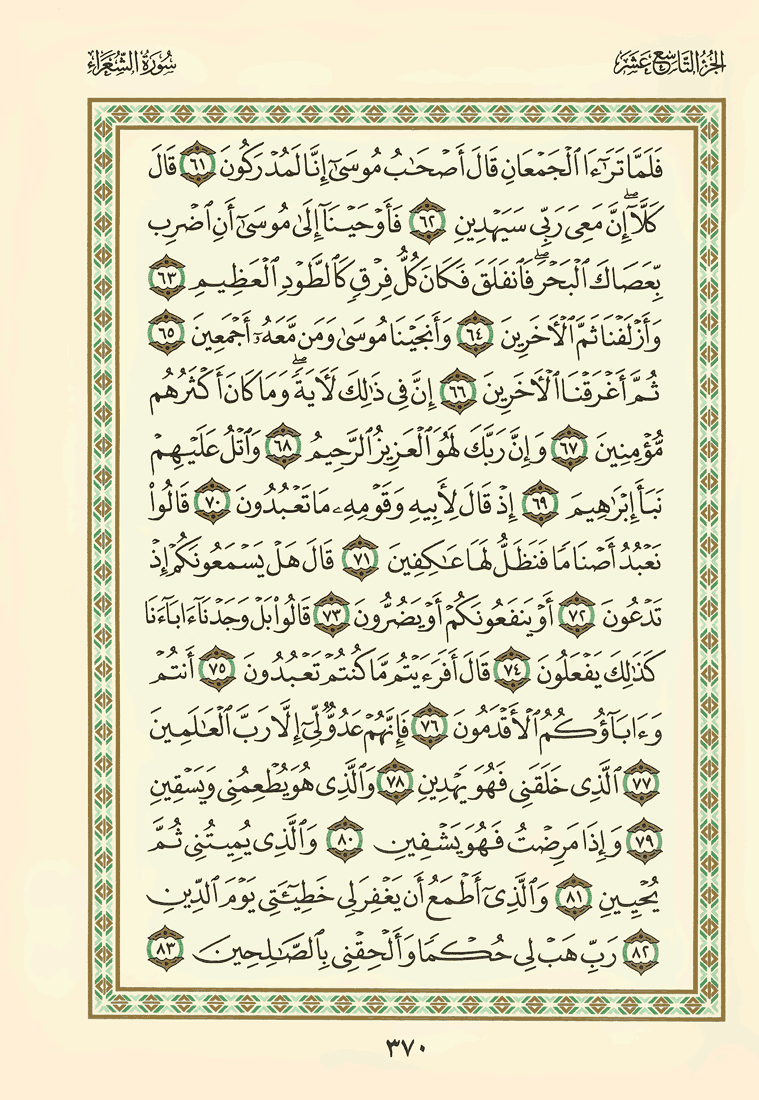 الجزء التاسع عشر
سورة الشعراء
فَلَمَّا تَرَٰٓءَا ٱلْجَمْعَانِ قَالَ أَصْحَٰبُ مُوسَىٰٓ إِنَّا لَمُدْرَكُونَ ٦١ قَالَ
كَلَّآ ۖ إِنَّ مَعِىَ رَبِّى سَيَهْدِينِ ٦٢ فَأَوْحَيْنَآ إِلَىٰ مُوسَىٰٓ أَنِ ٱضْرِب
بِّعَصَاكَ ٱلْبَحْرَ ۖ فَٱنفَلَقَ فَكَانَ كُلُّ فِرْقٍ كَٱلطَّوْدِ ٱلْعَظِيمِ ٦٣
وَأَزْلَفْنَا ثَمَّ ٱلْأَخَرِينَ ٦٤ وَأَنجَيْنَا مُوسَىٰ وَمَن مَّعَهُۥٓ أَجْمَعِينَ ٦٥
ثُمَّ أَغْرَقْنَا ٱلْأَخَرِينَ ٦٦ إِنَّ فِى ذَٰلِكَ لَأَيَةً ۖ وَمَا كَانَ أَكْثَرُهُم
مُّؤْمِنِينَ ٦٧ وَإِنَّ رَبَّكَ لَهُوَ ٱلْعَزِيزُ ٱلرَّحِيمُ ٦٨ وَٱتْلُ عَلَيْهِمْ
نَبَأَ إِبْرَٰهِيمَ ٦٩ إِذْ قَالَ لِأَبِيهِ وَقَوْمِهِۦ مَا تَعْبُدُونَ ٧٠ قَالُوا۟
نَعْبُدُ أَصْنَامًا فَنَظَلُّ لَهَا عَٰكِفِينَ ٧١ قَالَ هَلْ يَسْمَعُونَكُمْ إِذْ
تَدْعُونَ ٧٢ أَوْ يَنفَعُونَكُمْ أَوْ يَضُرُّونَ ٧٣ قَالُوا۟ بَلْ وَجَدْنَآ ءَابَآءَنَا
كَذَٰلِكَ يَفْعَلُونَ ٧٤ قَالَ أَفَرَءَيْتُم مَّا كُنتُمْ تَعْبُدُونَ ٧٥ أَنتُمْ
وَءَابَآؤُكُمُ ٱلْأَقْدَمُونَ ٧٦ فَإِنَّهُمْ عَدُوٌّ لِّىٓ إِلَّا رَبَّ ٱلْعَٰلَمِينَ
٧٧ ٱلَّذِى خَلَقَنِى فَهُوَ يَهْدِينِ ٧٨ وَٱلَّذِى هُوَ يُطْعِمُنِى وَيَسْقِينِ
٧٩ وَإِذَا مَرِضْتُ فَهُوَ يَشْفِينِ ٨٠ وَٱلَّذِى يُمِيتُنِى ثُمَّ
يُحْيِينِ ٨١ وَٱلَّذِىٓ أَطْمَعُ أَن يَغْفِرَ لِى خَطِيٓـَٔتِى يَوْمَ ٱلدِّينِ
٨٢ رَبِّ هَبْ لِى حُكْمًا وَأَلْحِقْنِى بِٱلصَّٰلِحِينَ ٨٣
٣٧٠